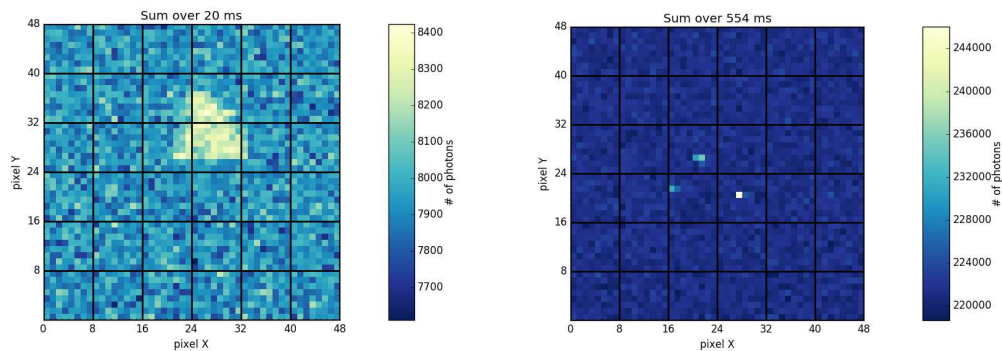 Sum over 20 ms
48
40
32
24
16
8
pixel Y
0 8 16 24 32 40 48
pixel X
8400
8300
8200
8100
8000
7900
7800
7700
# of photons
Sum over 554 ms
48
40
32
24
16
8
pixel Y
0 8 16 24 32 40 48
pixel X
244000
240000
236000
232000
228000
224000
220000
# of photons